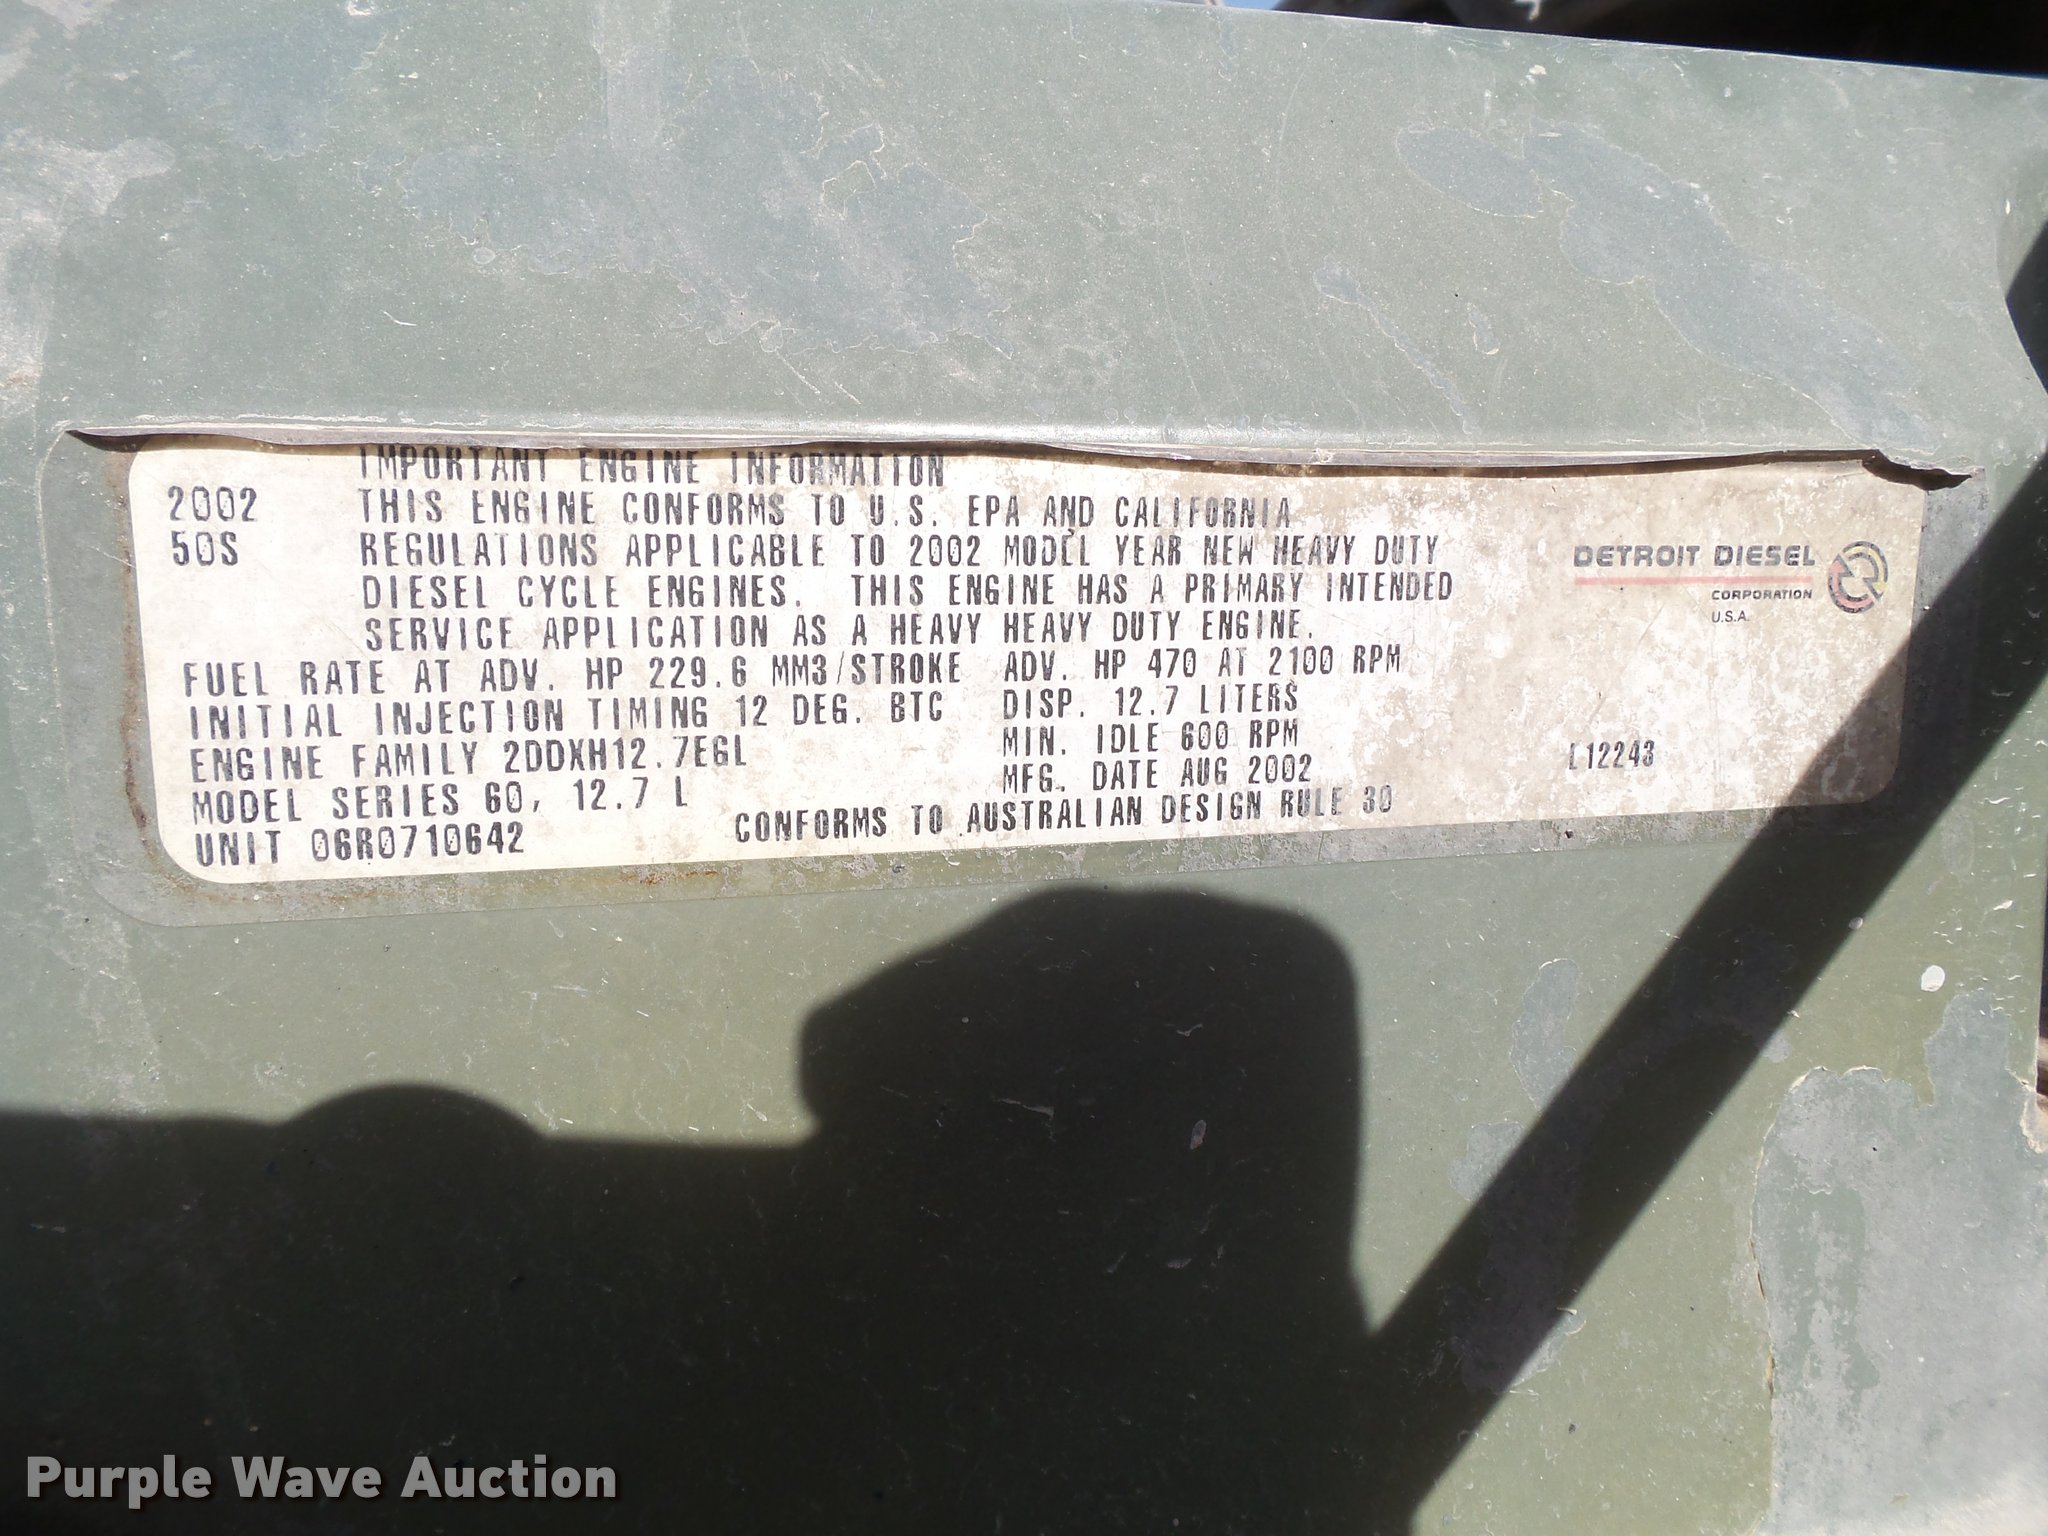 IMPORTANT ENGINE INFORMATION
2002 THIS ENGINE CONFORMS TO U.S. EPA AND CALIFORNIA
50S REGULATIONS APPLICABLE TO 2002 MODEL YEAR NEW HEAVY DUTY
DIESEL CYCLE ENGINES. THIS ENGINE HAS A PRIMARY INTENDED
SERVICE APPLICATION AS A HEAVY HEAVY DUTY ENGINE.
FUEL RATE AT ADV. HP 229.6 MM3/STROKE ADV. HP 470 AT 2100 RPM
INITIAL INJECTION TIMING 12 DEG. BTC DISP. 12.7 LITERS
ENGINE FAMILY 2DDXH12.7EGL MIN. IDLE 600 RPM
MODEL SERIES 60, 12.7 L MFG. DATE AUG 2002
UNIT 06R0710642 CONFORMS TO AUSTRALIAN DESIGN RULE 30
DETROIT DIESEL
CORPORATION
U.S.A.
L12243
Purple Wave Auction